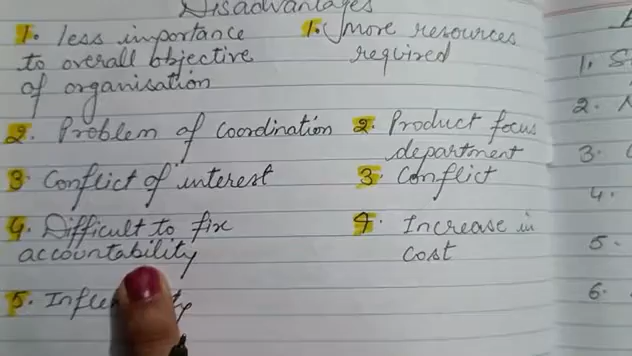 Disadvantages
1. less importance
to overall objective
of organisation
2. Problem of coordination
3. Conflict of interest
4. Difficult to fix
accountability
5.
1. more resources
required
2. Product focus
department
3. Conflict
4. Increase in
cost
1. S
2.
3.
4.
5.
6.